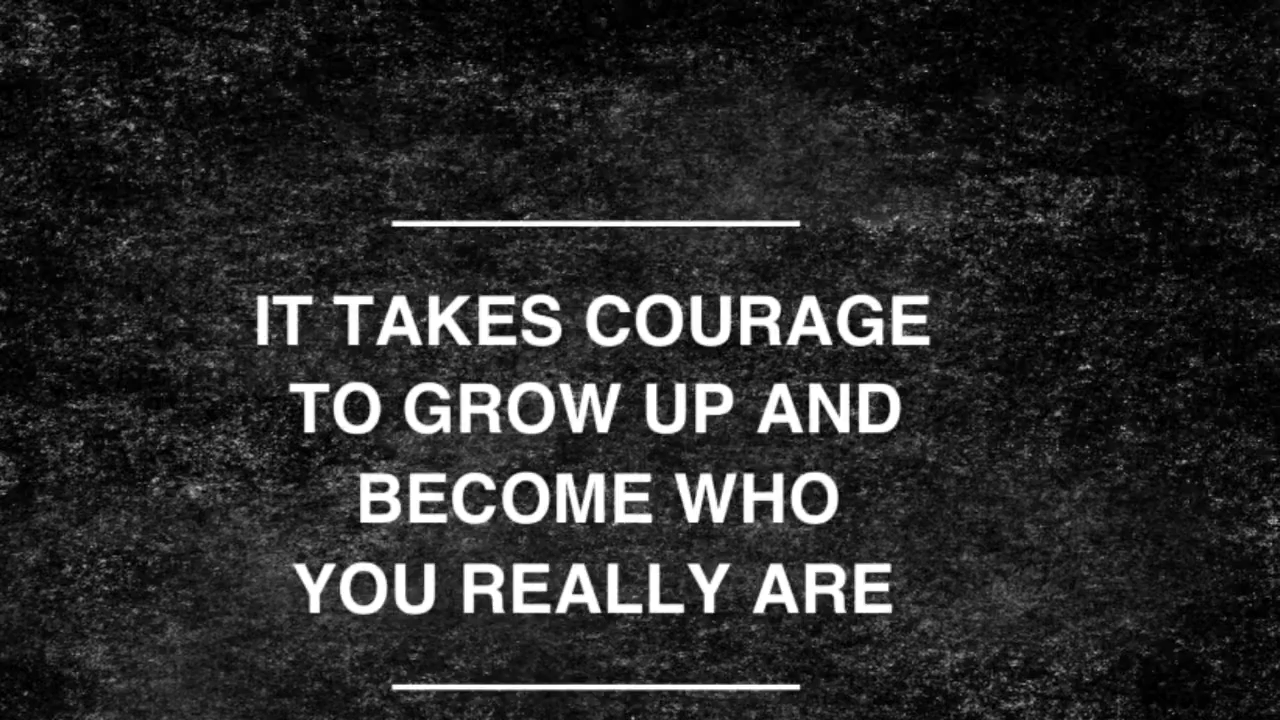 IT TAKES COURAGE
TO GROW UP AND
BECOME WHO
YOU REALLY ARE